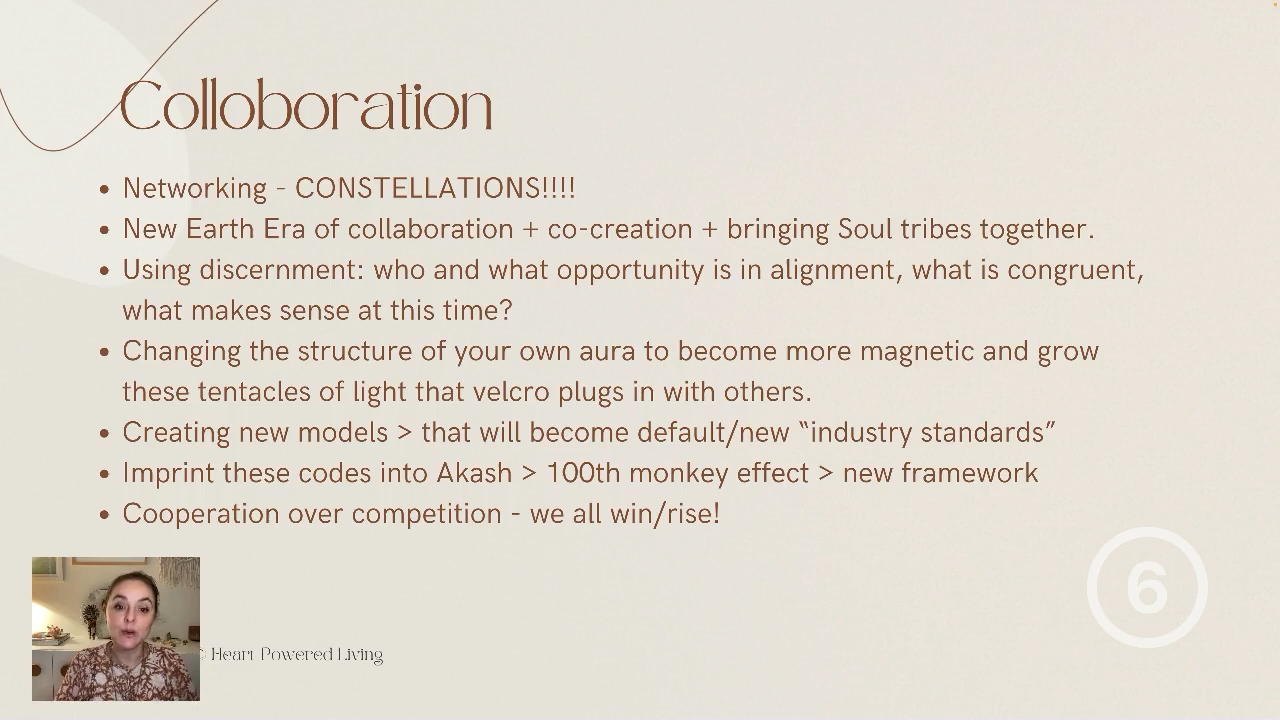 Colloboration
• Networking - CONSTELLATIONS!!!!
• New Earth Era of collaboration + co-creation + bringing Soul tribes together.
• Using discernment: who and what opportunity is in alignment, what is congruent,
what makes sense at this time?
• Changing the structure of your own aura to become more magnetic and grow
these tentacles of light that velcro plugs in with others.
• Creating new models > that will become default/new “industry standards”
• Imprint these codes into Akash > 100th monkey effect > new framework
• Cooperation over competition - we all win/rise!
6
© Heart Powered Living